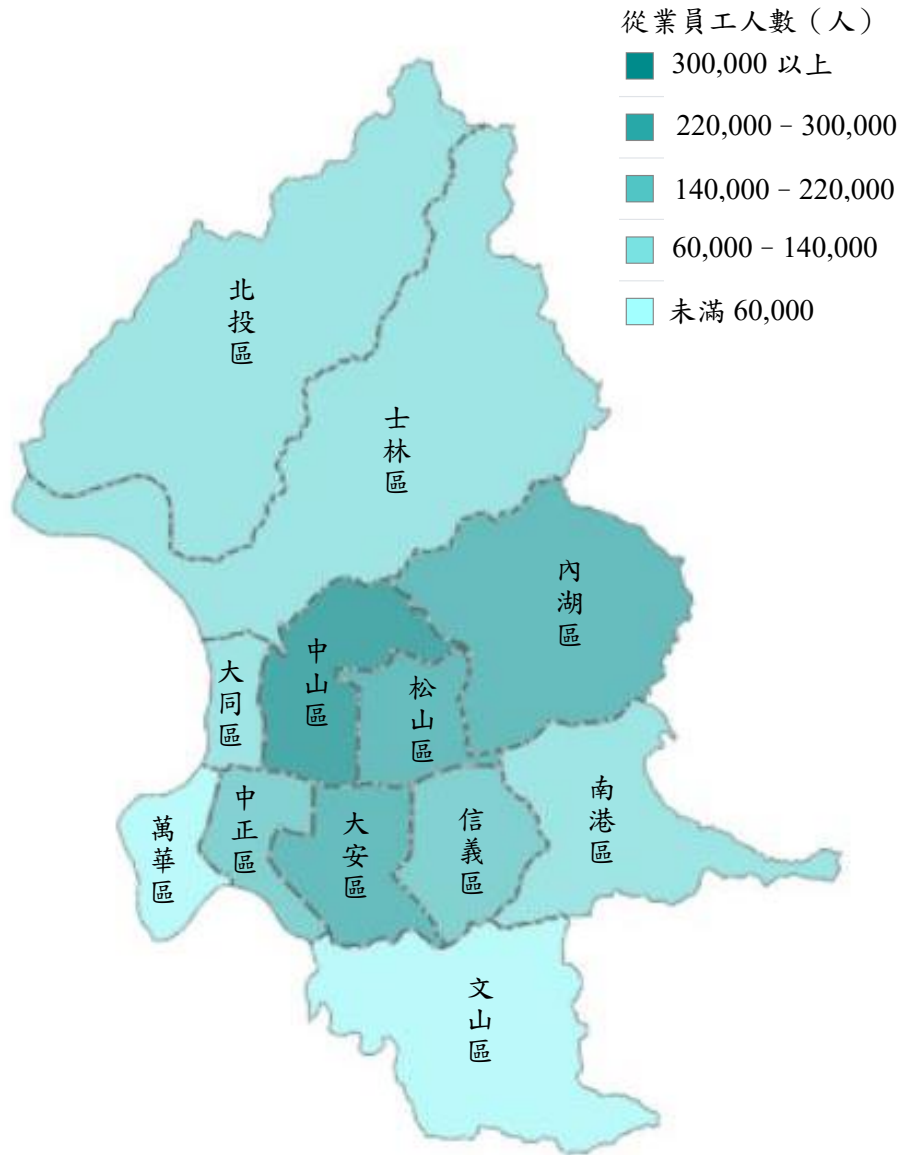 從業員工人數（人）
300,000 以上
220,000－300,000
140,000－220,000
60,000－140,000
未滿 60,000
北投區
士林區
內湖區
中山區
松山區
大同區
南港區
中正區
大安區
信義區
萬華區
文山區